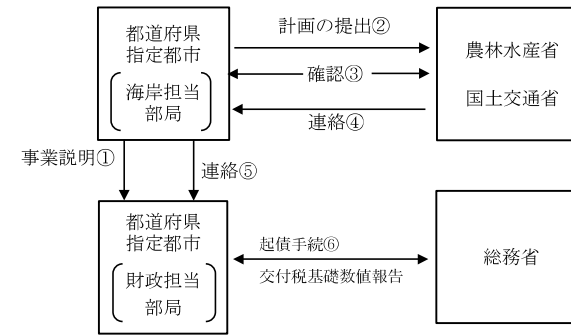 都道府県
指定都市
海岸担当
部局
計画の提出②
確認③
連絡④
農林水産省
国土交通省
事業説明①
連絡⑤
都道府県
指定都市
財政担当
部局
起債手続⑥
交付税基礎数値報告
総務省